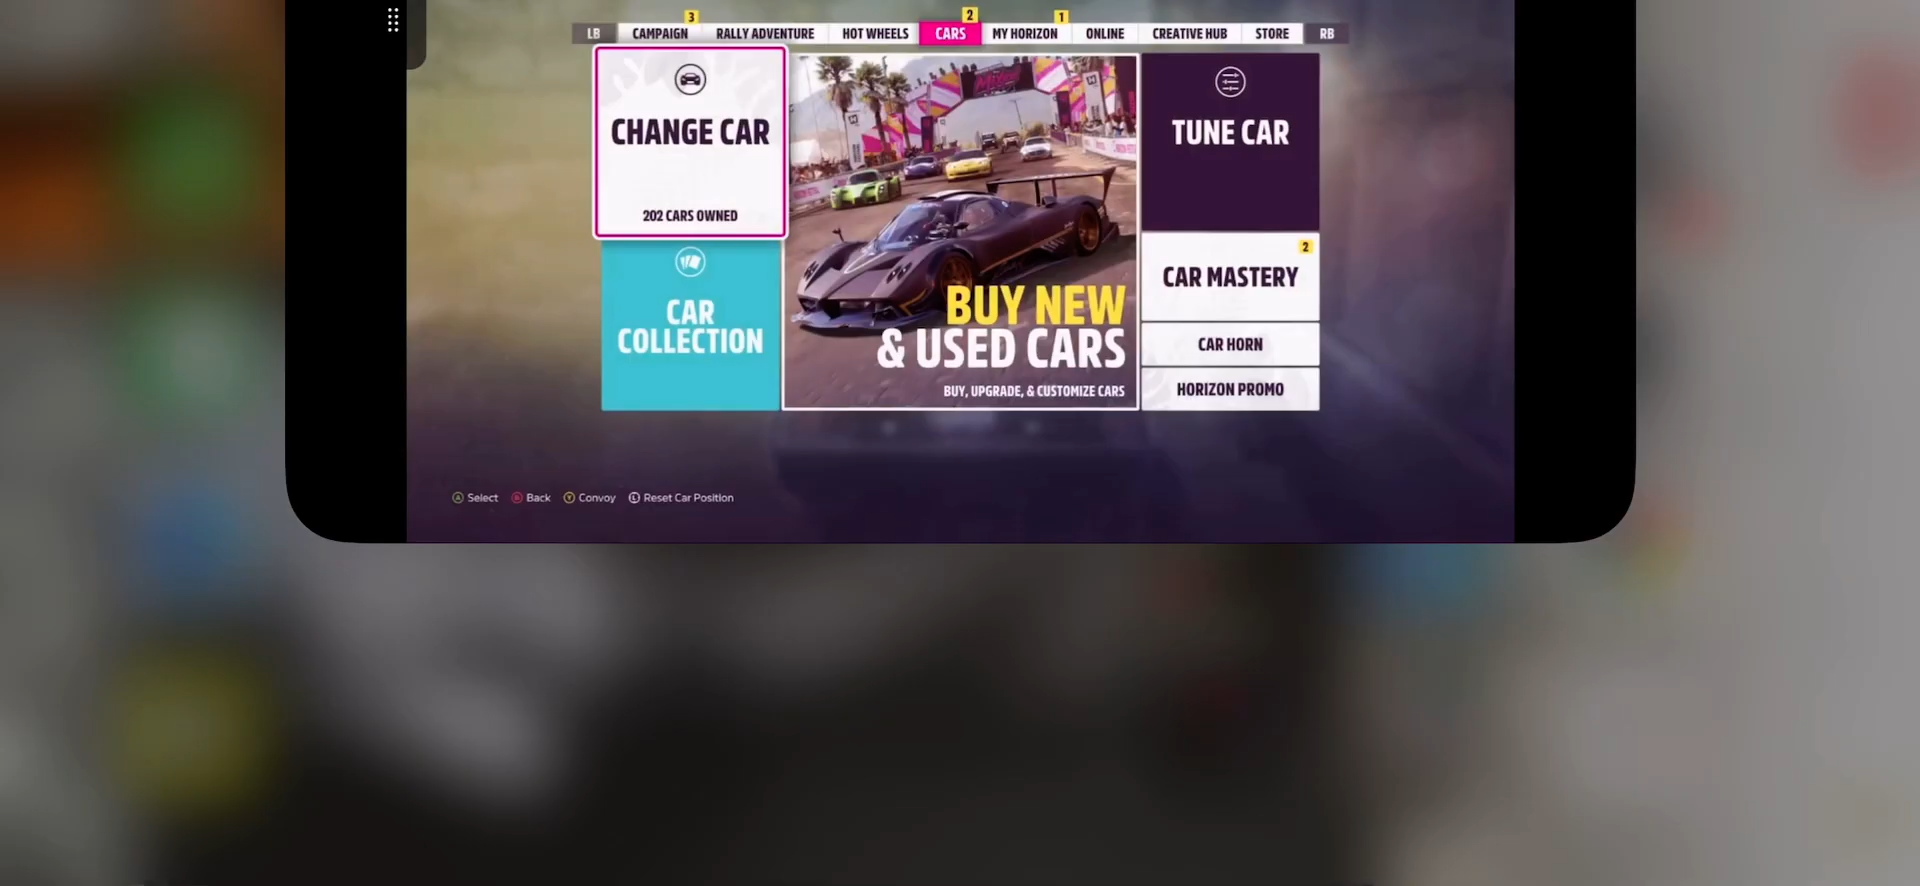 3
2
1
LB CAMPAIGN RALLY ADVENTURE HOT WHEELS CARS MY HORIZON ONLINE CREATIVE HUB STORE RB
CHANGE CAR
202 CARS OWNED
CAR
COLLECTION
BUY NEW
& USED CARS
BUY, UPGRADE, & CUSTOMIZE CARS
TUNE CAR
2
CAR MASTERY
CAR HORN
HORIZON PROMO
A Select B Back Y Convoy L Reset Car Position